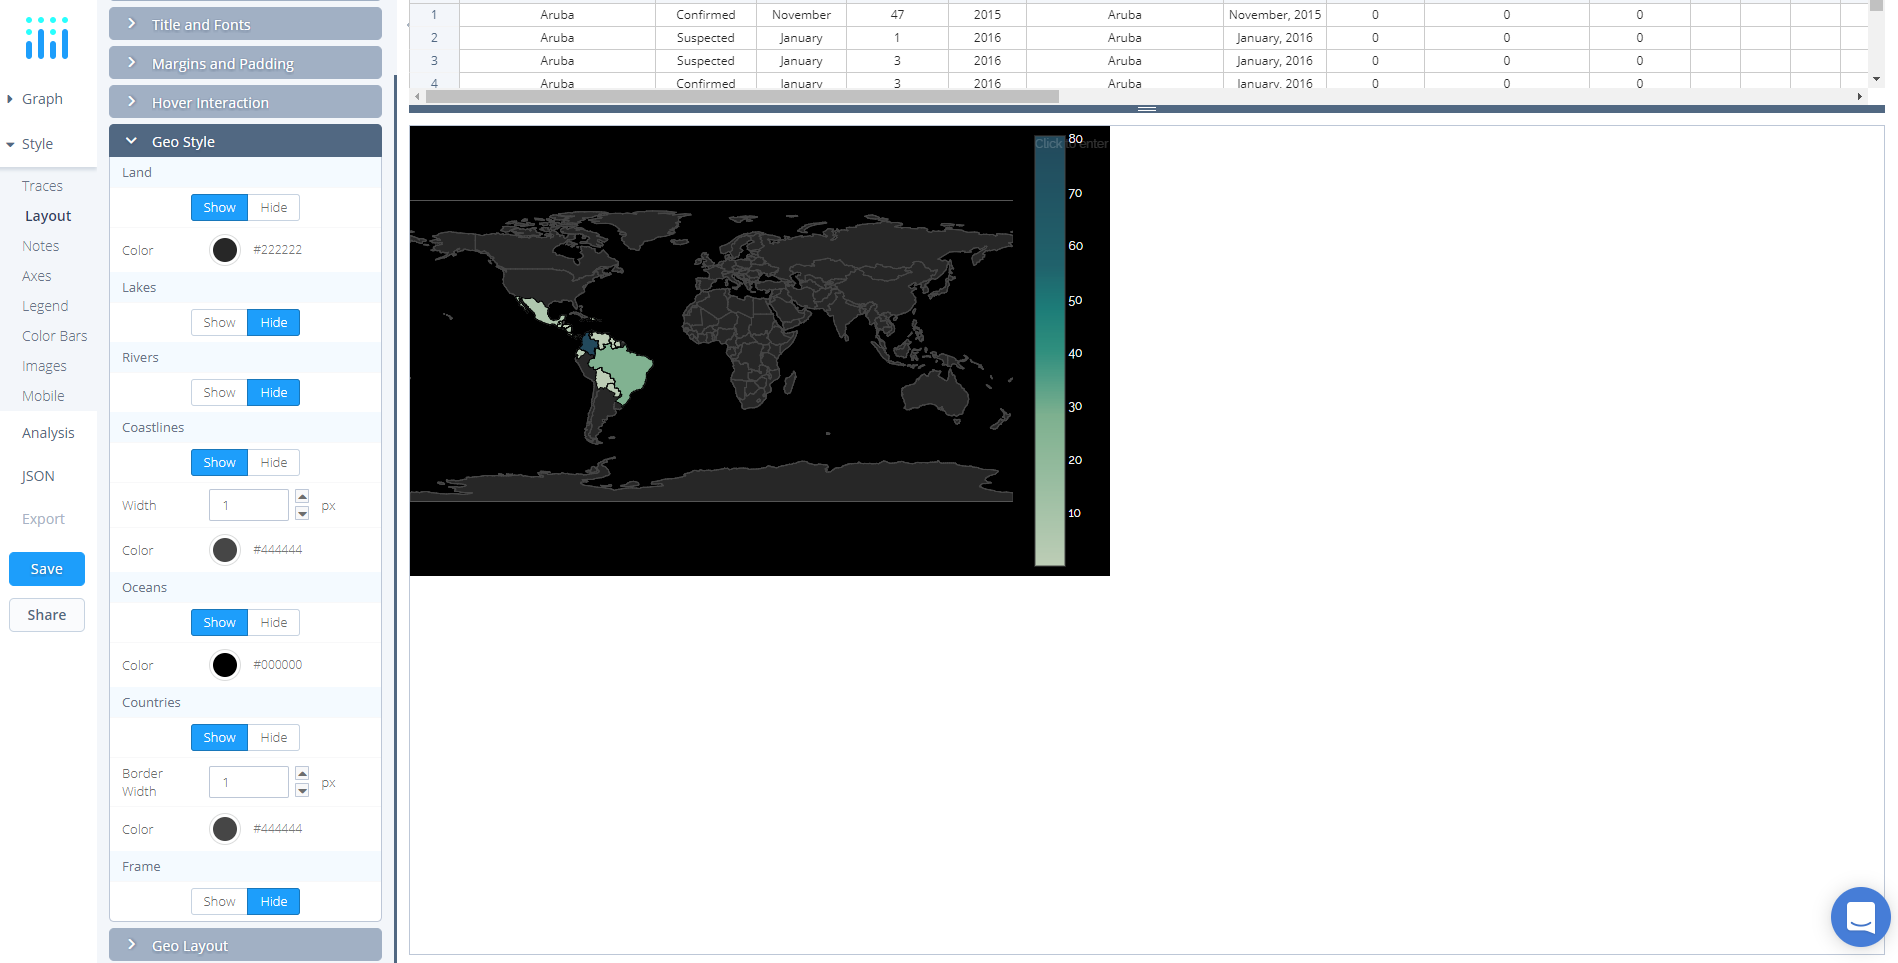 Title and Fonts
Margins and Padding
Hover Interaction
Geo Style
Land
Show Hide
Color #222222
Lakes
Show Hide
Rivers
Show Hide
Coastlines
Show Hide
Width 1 px
Color #444444
Oceans
Show Hide
Color #000000
Countries
Show Hide
Border Width 1 px
Color #444444
Frame
Show Hide
Geo Layout
Graph
Style
Traces
Layout
Notes
Axes
Legend
Color Bars
Images
Mobile
Analysis
JSON
Export
Save
Share
1 Aruba Confirmed November 47 2015 Aruba November, 2015 0 0 0
2 Aruba Suspected January 1 2016 Aruba January, 2016 0 0 0
3 Aruba Suspected January 3 2016 Aruba January, 2016 0 0 0
4 Aruba Confirmed January 3 2016 Aruba January, 2016 0 0 0
Click to enter
80
70
60
50
40
30
20
10